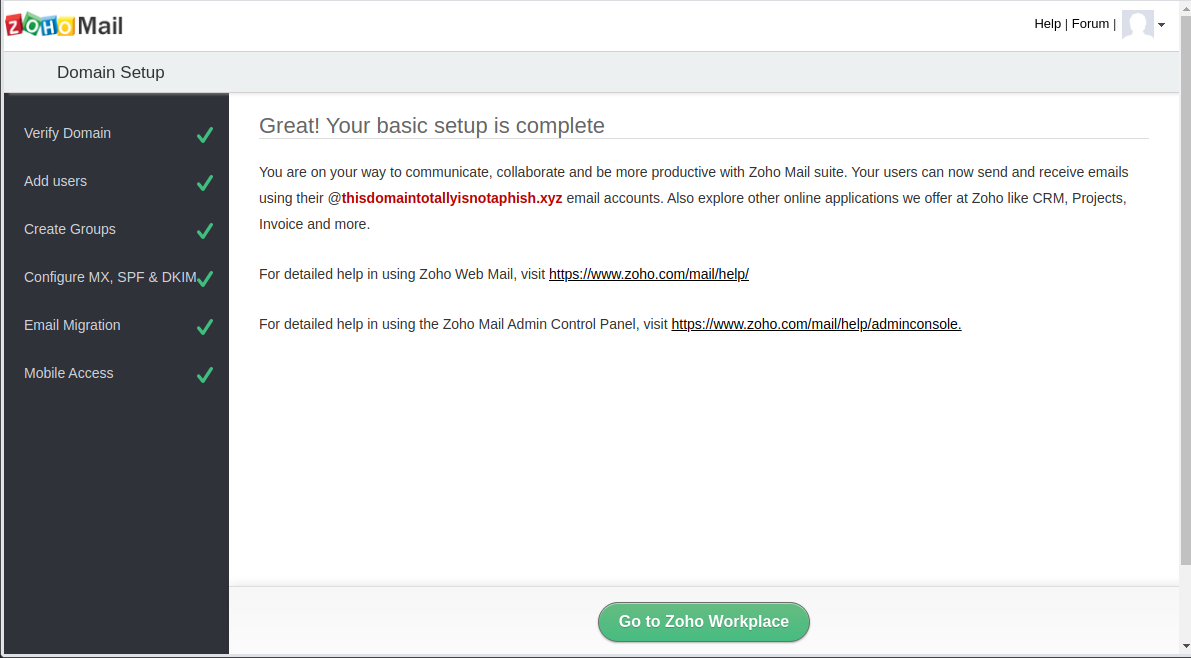 ZOHO Mail
Help | Forum |
Domain Setup
Verify Domain
Add users
Create Groups
Configure MX, SPF & DKIM
Email Migration
Mobile Access
Great! Your basic setup is complete
You are on your way to communicate, collaborate and be more productive with Zoho Mail suite. Your users can now send and receive emails
using their @thisdomaintotallyisnotaphish.xyz email accounts. Also explore other online applications we offer at Zoho like CRM, Projects,
Invoice and more.
For detailed help in using Zoho Web Mail, visit https://www.zoho.com/mail/help/
For detailed help in using the Zoho Mail Admin Control Panel, visit https://www.zoho.com/mail/help/adminconsole.
Go to Zoho Workplace